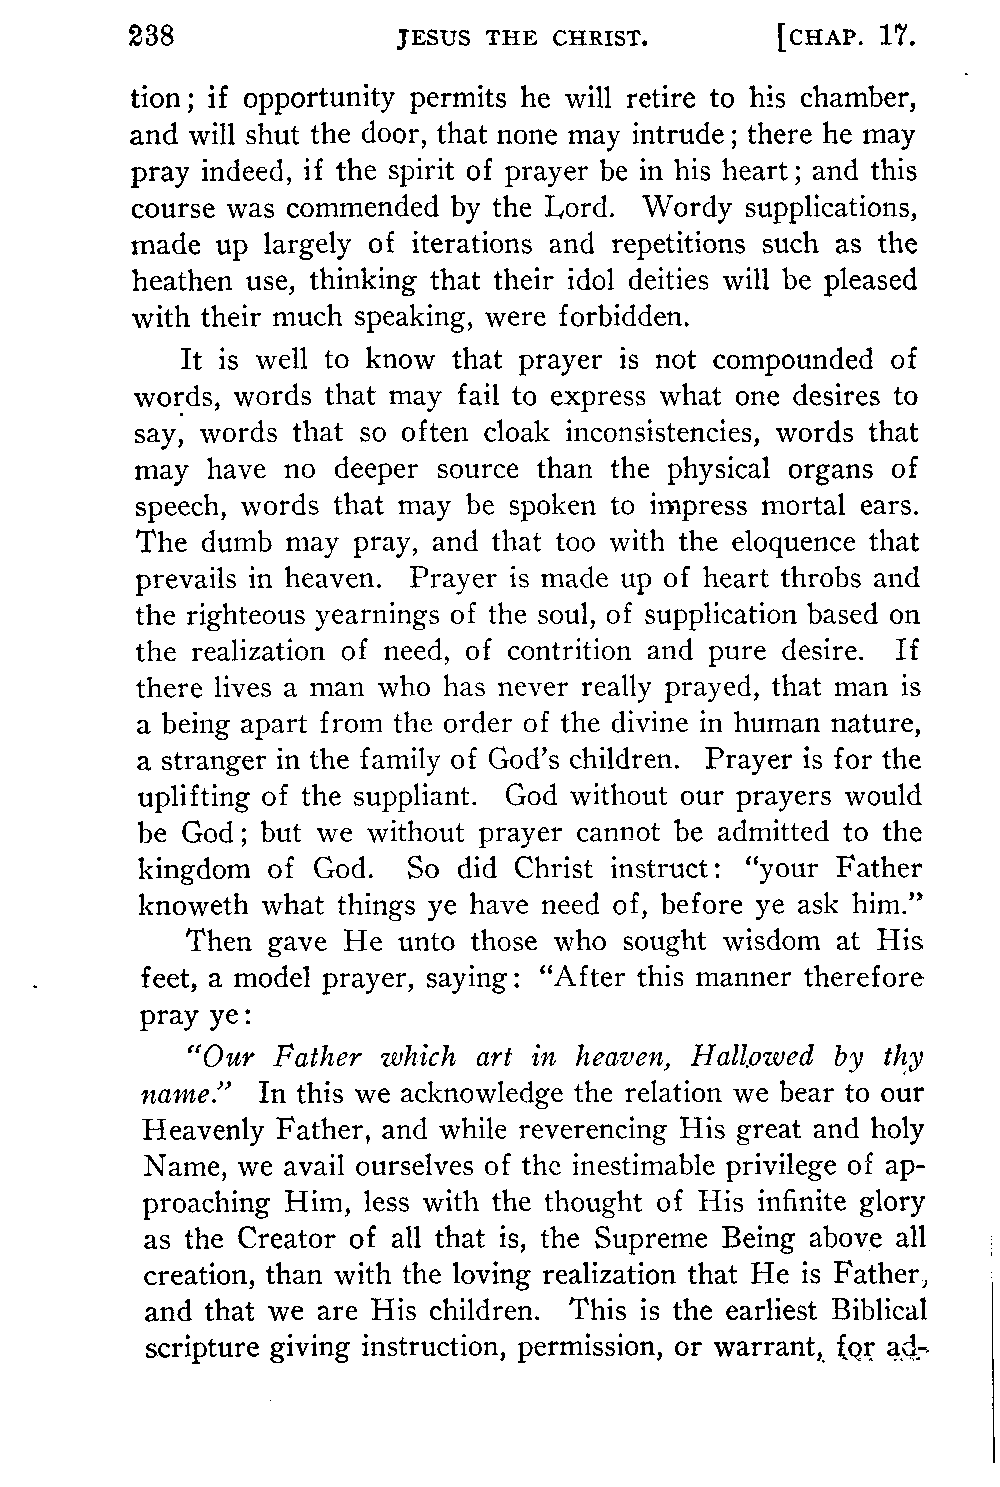 238 JESUS THE CHRIST. [CHAP. 17.
tion; if opportunity permits he will retire to his chamber,
and will shut the door, that none may intrude; there he may
pray indeed, if the spirit of prayer be in his heart; and this
course was commended by the Lord. Wordy supplications,
made up largely of iterations and repetitions such as the
heathen use, thinking that their idol deities will be pleased
with their much speaking, were forbidden.
It is well to know that prayer is not compounded of
words, words that may fail to express what one desires to
say, words that so often cloak inconsistencies, words that
may have no deeper source than the physical organs of
speech, words that may be spoken to impress mortal ears.
The dumb may pray, and that too with the eloquence that
prevails in heaven. Prayer is made up of heart throbs and
the righteous yearnings of the soul, of supplication based on
the realization of need, of contrition and pure desire. If
there lives a man who has never really prayed, that man is
a being apart from the order of the divine in human nature,
a stranger in the family of God's children. Prayer is for the
uplifting of the suppliant. God without our prayers would
be God; but we without prayer cannot be admitted to the
kingdom of God. So did Christ instruct: "your Father
knoweth what things ye have need of, before ye ask him."
Then gave He unto those who sought wisdom at His
feet, a model prayer, saying: "After this manner therefore
pray ye:
"Our Father which art in heaven, Hallowed by thy
name." In this we acknowledge the relation we bear to our
Heavenly Father, and while reverencing His great and holy
Name, we avail ourselves of the inestimable privilege of ap-
proaching Him, less with the thought of His infinite glory
as the Creator of all that is, the Supreme Being above all
creation, than with the loving realization that He is Father,
and that we are His children. This is the earliest Biblical
scripture giving instruction, permission, or warrant, for ad-